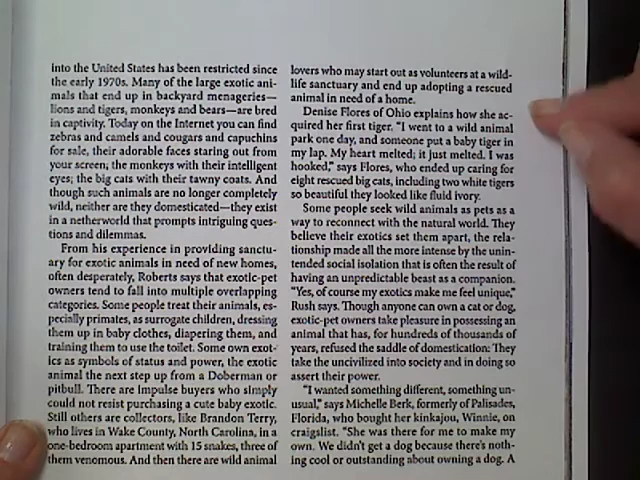 into the United States has been restricted since
the early 1970s. Many of the large exotic ani-
mals that end up in backyard menageries—
lions and tigers, monkeys and bears—are bred
in captivity. Today on the Internet you can find
zebras and camels and cougars and capuchins
for sale, their adorable faces staring out from
your screen; the monkeys with their intelligent
eyes; the big cats with their tawny coats. And
though such animals are no longer completely
wild, neither are they domesticated—they exist
in a netherworld that prompts intriguing ques-
tions and dilemmas.
From his experience in providing sanctu-
ary for exotic animals in need of new homes,
often desperately, Roberts says that exotic-pet
owners tend to fall into multiple overlapping
categories. Some people treat their animals, es-
pecially primates, as surrogate children, dressing
them up in baby clothes, diapering them, and
training them to use the toilet. Some own exot-
ics as symbols of status and power, the exotic
animal the next step up from a Doberman or
pitbull. There are impulse buyers who simply
could not resist purchasing a cute baby exotic.
Still others are collectors, like Brandon Terry,
who lives in Wake County, North Carolina, in a
one-bedroom apartment with 15 snakes, three of
them venomous. And then there are wild animal
lovers who may start out as volunteers at a wild-
life sanctuary and end up adopting a rescued
animal in need of a home.
Denise Flores of Ohio explains how she ac-
quired her first tiger. "I went to a wild animal
park one day, and someone put a baby tiger in
my lap. My heart melted; it just melted. I was
hooked," says Flores, who ended up caring for
eight rescued big cats, including two white tigers
so beautiful they looked like fluid ivory.
Some people seek wild animals as pets as a
way to reconnect with the natural world. They
believe their exotics set them apart, the rela-
tionship made all the more intense by the unin-
tended social isolation that is often the result of
having an unpredictable beast as a companion.
"Yes, of course my exotics make me feel unique,"
Rush says. Though anyone can own a cat or dog,
exotic-pet owners take pleasure in possessing an
animal that has, for hundreds of thousands of
years, refused the saddle of domestication: They
take the uncivilized into society and in doing so
assert their power.
"I wanted something different, something un-
usual," says Michelle Berk, formerly of Palisades,
Florida, who bought her kinkajou, Winnie, on
craigslist. "She was there for me to make my
own. We didn't get a dog because there's noth-
ing cool or outstanding about owning a dog. A